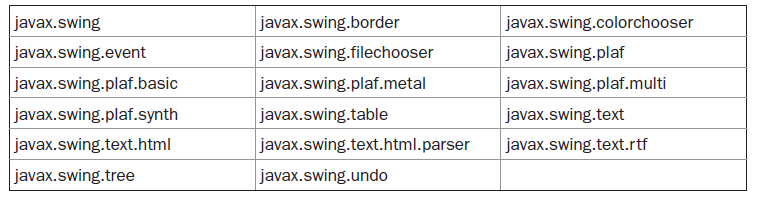 javax.swing javax.swing.border javax.swing.colorchooser
javax.swing.event javax.swing.filechooser javax.swing.plaf
javax.swing.plaf.basic javax.swing.plaf.metal javax.swing.plaf.multi
javax.swing.plaf.synth javax.swing.table javax.swing.text
javax.swing.text.html javax.swing.text.html.parser javax.swing.text.rtf
javax.swing.tree javax.swing.undo